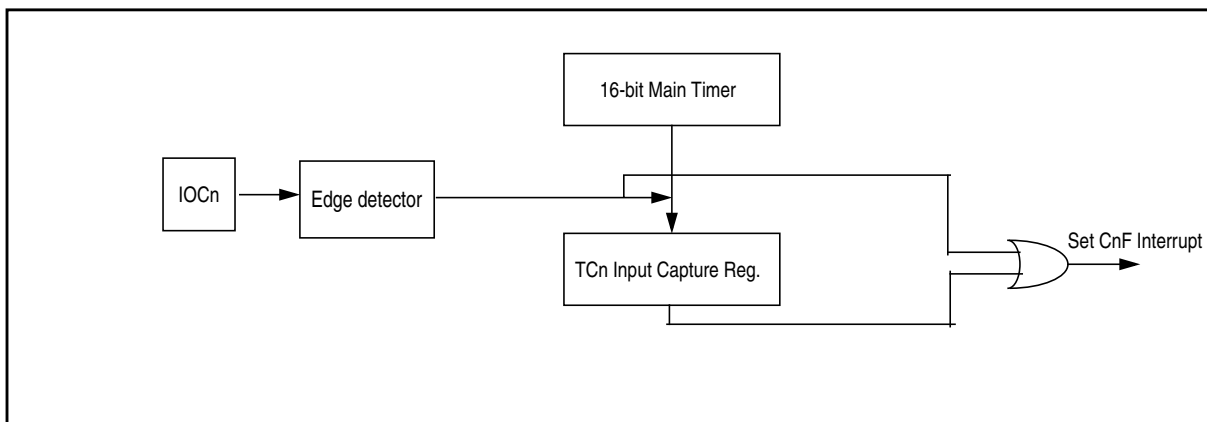 16-bit Main Timer
IOCn
Edge detector
TCn Input Capture Reg.
Set CnF Interrupt